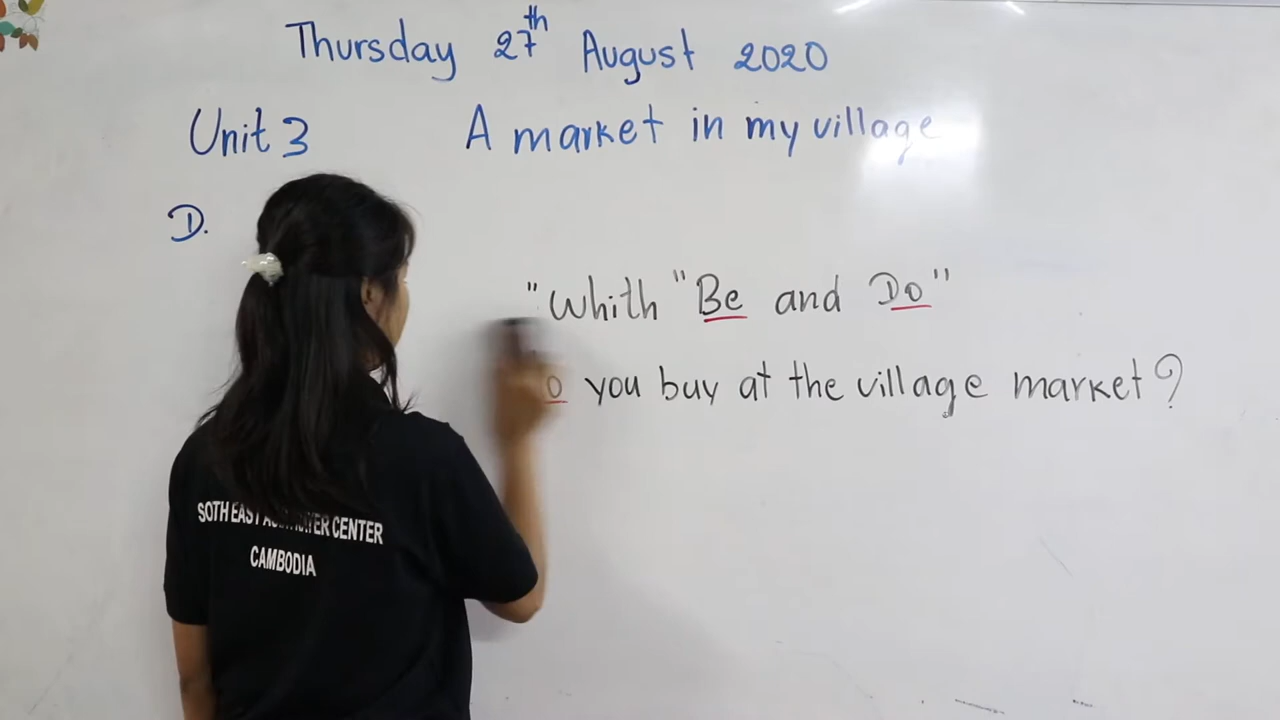 Thursday 27th August 2020
Unit 3 A market in my village
D.
"Whith "Be and Do"
you buy at the village market?
SOTH EAST CENTER
CAMBODIA